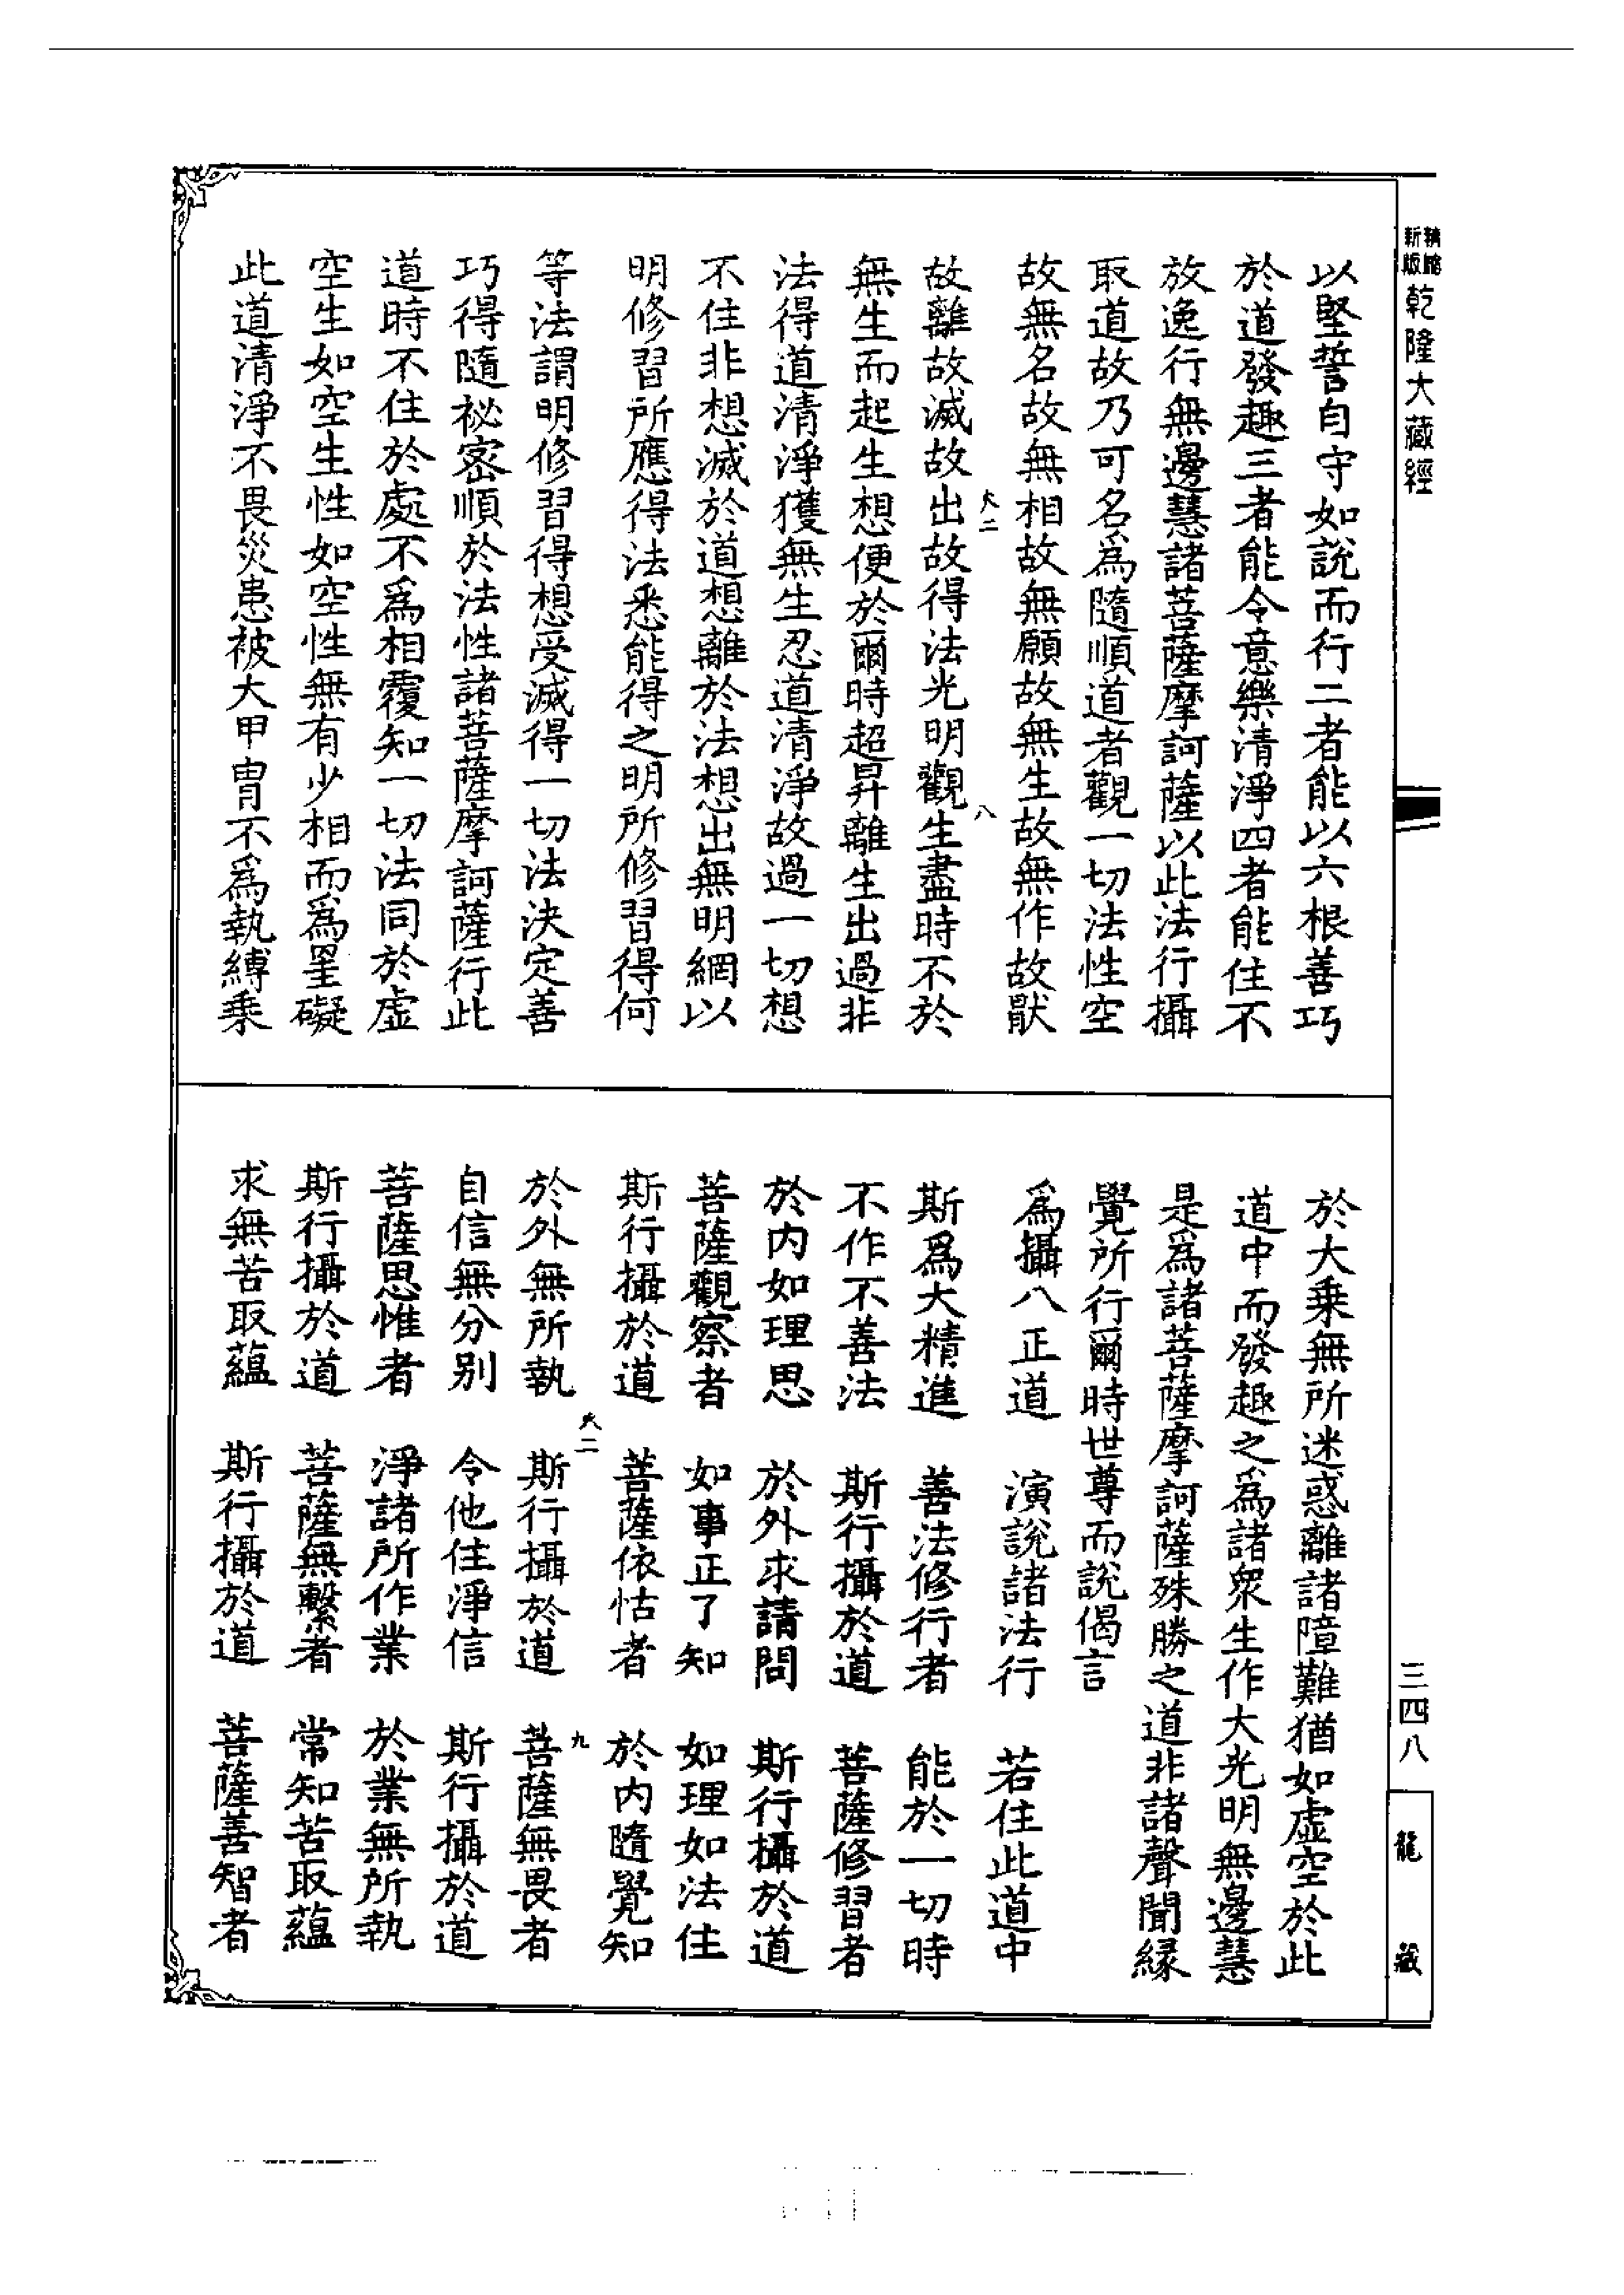 新版
精縮
乾隆大藏經
以堅誓自守如說而行二者能以六根善巧
於道發趣三者能令意樂清淨四者能住不
放逸行無邊慧諸菩薩摩訶薩以此法行攝
取道故乃可名爲隨順道者觀一切法性空
故無名故無相故無願故無生故無作故猒
故離故滅故出故得法光明觀生盡時不於
無生而起生想便於爾時超昇離生出過非
法得道清淨獲無生忍道清淨故過一切想
不住非想滅於道想離於法想出無明網以
明修習所應得法悉能得之明所修習得何
等法謂明修習得想受滅得一切法決定善
巧得隨祕密順於法性諸菩薩摩訶薩行此
道時不住於處不爲相覆知一切法同於虛
空生如空生性如空性無有少相而爲罣礙
此道清淨不畏災患被大甲冑不爲執縛乘
八
於大乘無所迷惑離諸障難猶如虛空於此
道中而發趣之爲諸衆生作大光明無邊慧
是爲諸菩薩摩訶薩殊勝之道非諸聲聞緣
覺所行爾時世尊而說偈言
爲攝八正道　演說諸法行　若住此道中
斯爲大精進　善法修行者　能於一切時
不作不善法　斯行攝於道　菩薩修習者
於內如理思　於外求請問　斯行攝於道
菩薩觀察者　如事正了知　如理如法住
斯行攝於道　菩薩依怙者　於內隨覺知
於外無所執　斯行攝於道　菩薩無畏者
自信無分別　令他住淨信　斯行攝於道
菩薩思惟者　淨諸所作業　於業無所執
斯行攝於道　菩薩無繫者　常知苦取蘊
求無苦取蘊　斯行攝於道　菩薩善智者
九
三四八
龍藏